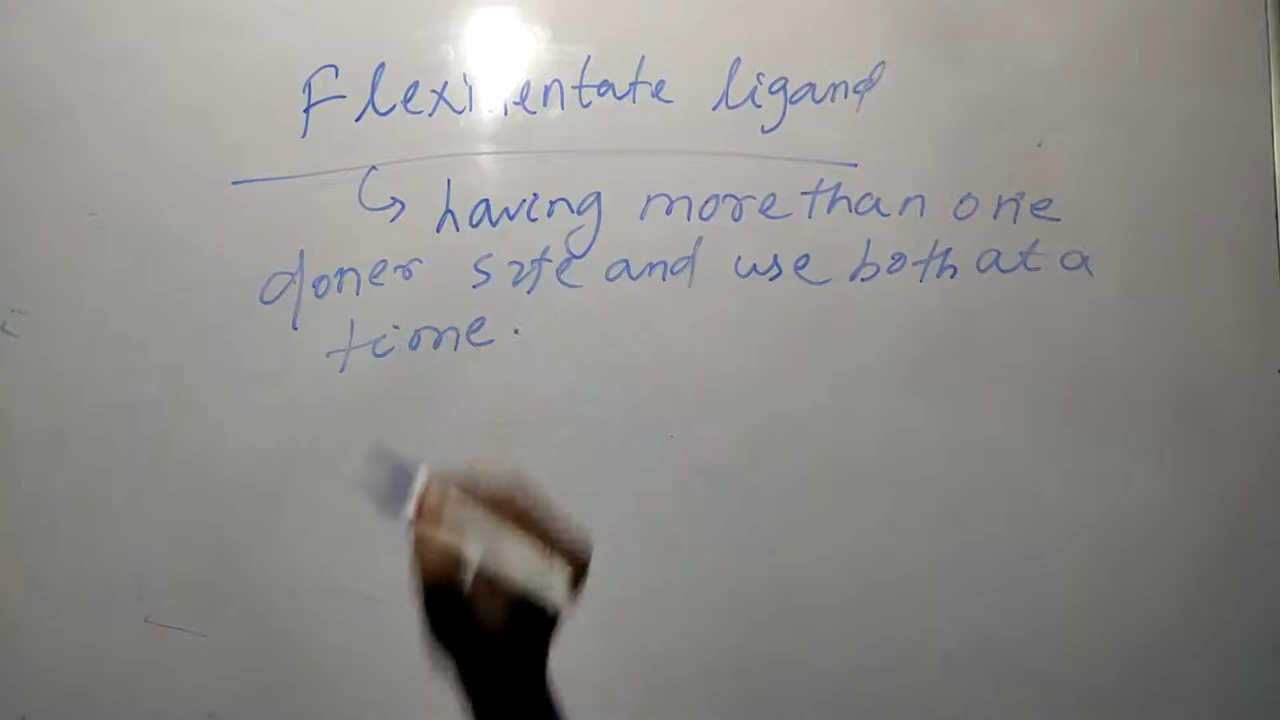 Flexidentate ligand
↳ having more than one
doner site and use both at a
time.